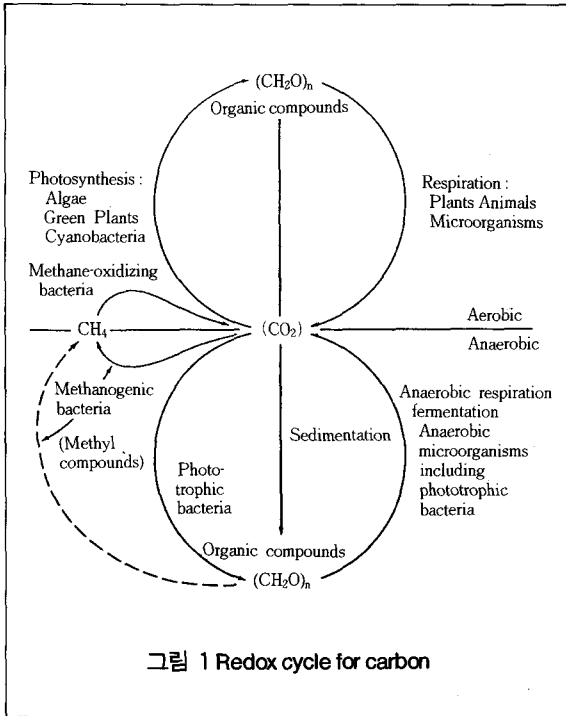 (CH₂O)ₙ
Organic compounds
Photosynthesis :
Algae
Green Plants
Cyanobacteria
Respiration :
Plants Animals
Microorganisms
Methane-oxidizing
bacteria
Aerobic
CH₄
(CO₂)
Anaerobic
Methanogenic
bacteria
(Methyl
compounds)
Photo-
trophic
bacteria
Sedimentation
Anaerobic respiration
fermentation
Anaerobic
microorganisms
including
phototrophic
bacteria
Organic compounds
(CH₂O)ₙ
그림 1 Redox cycle for carbon